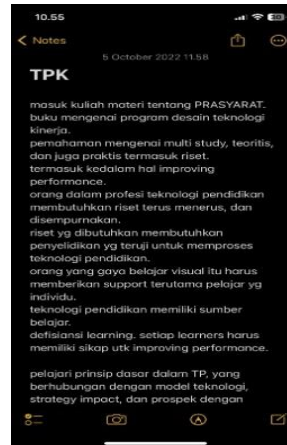 10.55
Notes
5 October 2022 11.58
TPK
masuk kuliah materi tentang PRASYARAT.
buku mengenai program desain teknologi
kinerja.
pemahaman mengenai multi study, teoritis,
dan juga praktis termasuk riset.
termasuk kedalam hal improving
performance.
orang dalam profesi teknologi pendidikan
membutuhkan riset terus menerus, dan
disempurnakan.
riset yg dibutuhkan membutuhkan
penyelidikan yg teruji untuk memproses
teknologi pendidikan.
orang yang gaya belajar visual itu harus
memberikan support terutama pelajar yg
individu.
teknologi pendidikan memiliki sumber
belajar.
defisiansi learning. setiap learners harus
memiliki sikap utk improving performance.
pelajari prinsip dasar dalam TP, yang
berhubungan dengan model teknologi,
strategy impact, dan prospek dengan